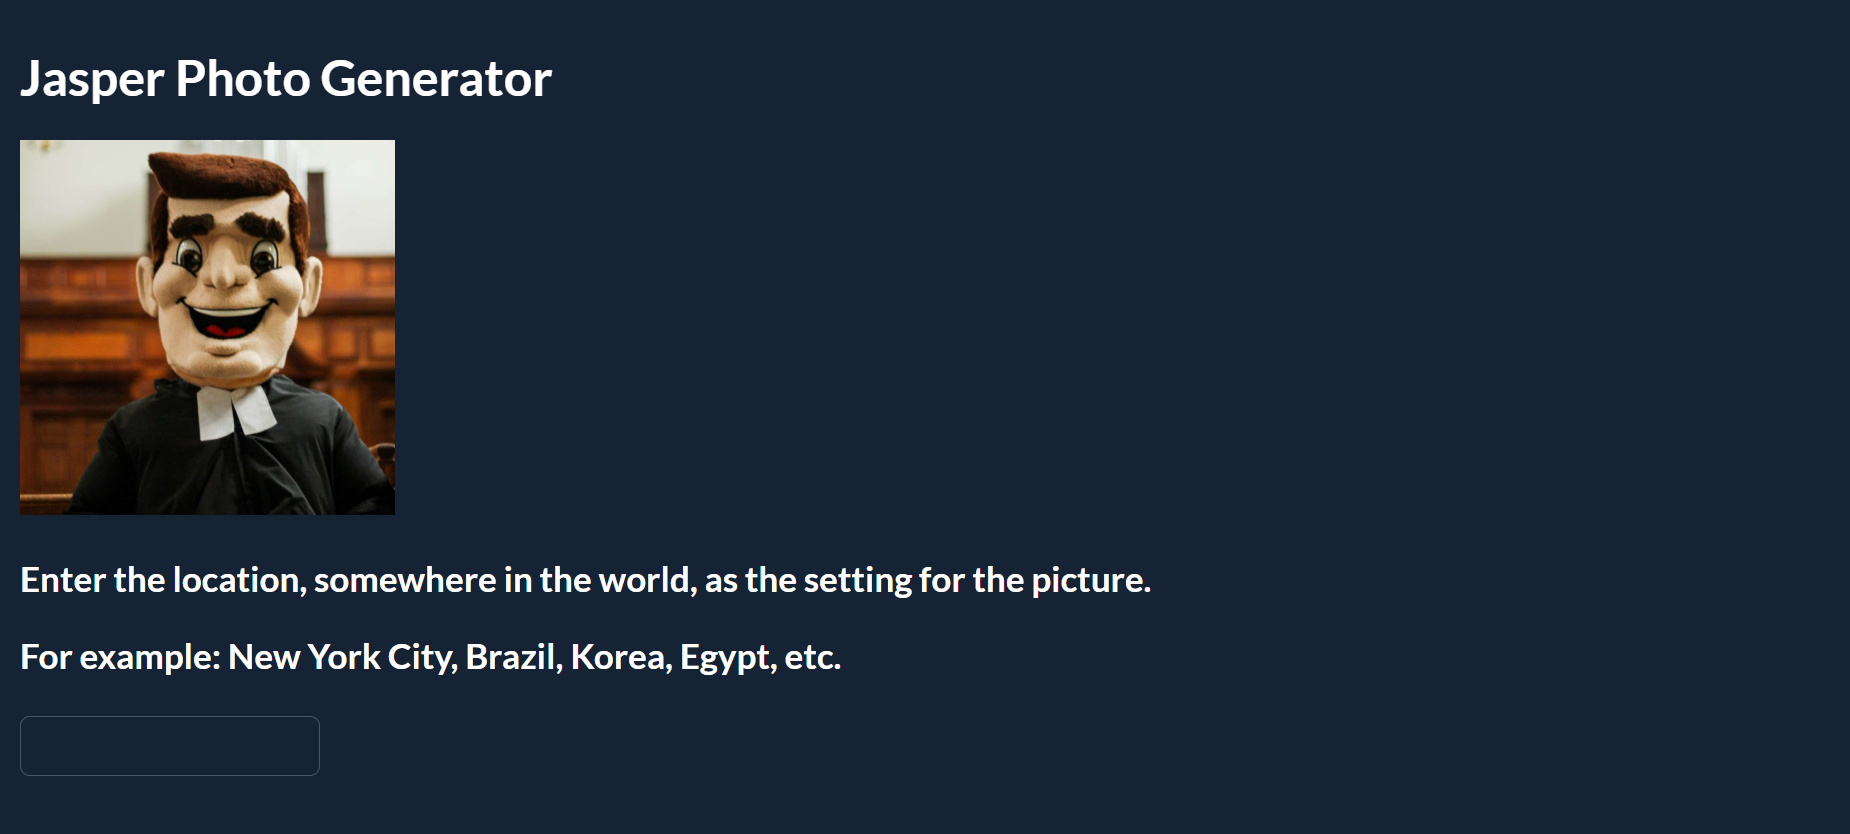 Jasper Photo Generator
Enter the location, somewhere in the world, as the setting for the picture.
For example: New York City, Brazil, Korea, Egypt, etc.